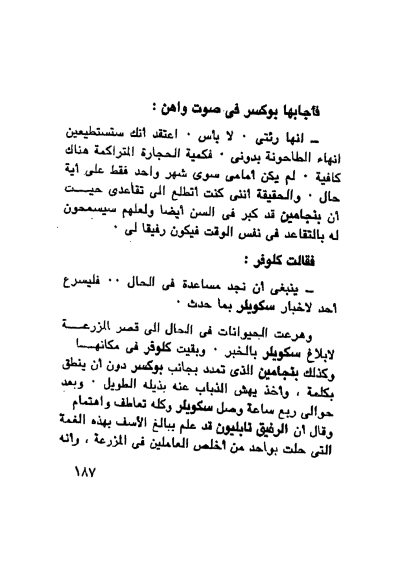 فأجابها بوكسر فى صوت واهن :
ــ انها رئتى ٠ لا بأس ٠ اعتقد أنك ستستطيعين
انهاء الطاحونة بدونى ٠ فكمية الحجارة المتراكمة هناك
كافية ٠ لم يكن أمامى سوى شهر واحد فقط على أية
حال ٠ والحقيقة أننى كنت أتطلع الى تقاعدى حيـــث
أن بنجامين قد كبر فى السن أيضا ولعلهم سيسمحون
له بالتقاعد فى نفس الوقت فيكون رفيقا لى ٠
فقالت كلوفر :
ــ ينبغى أن نجد مساعدة فى الحال ٠٠ فليسرع
أحد لاخبار سكويلر بما حدث ٠
وهرعت الحيوانات فى الحال الى قصر المزرعـــة
لابلاغ سكويلر بالخبر ٠ وبقيت كلوفر فى مكانهـــا
وكذلك بنجامين الذى تمدد بجانب بوكسر دون أن ينطق
بكلمة ، وأخذ يهش الذباب عنه بذيله الطويل ٠ وبعد
حوالى ربع ساعة وصل سكويلر وكله تعاطف واهتمام
وقال أن الرفيق نابليون قد علم ببالغ الأسف بهذه الغمة
التى حلت بواحد من أخلص العاملين فى المزرعة ، وأنه
١٨٧